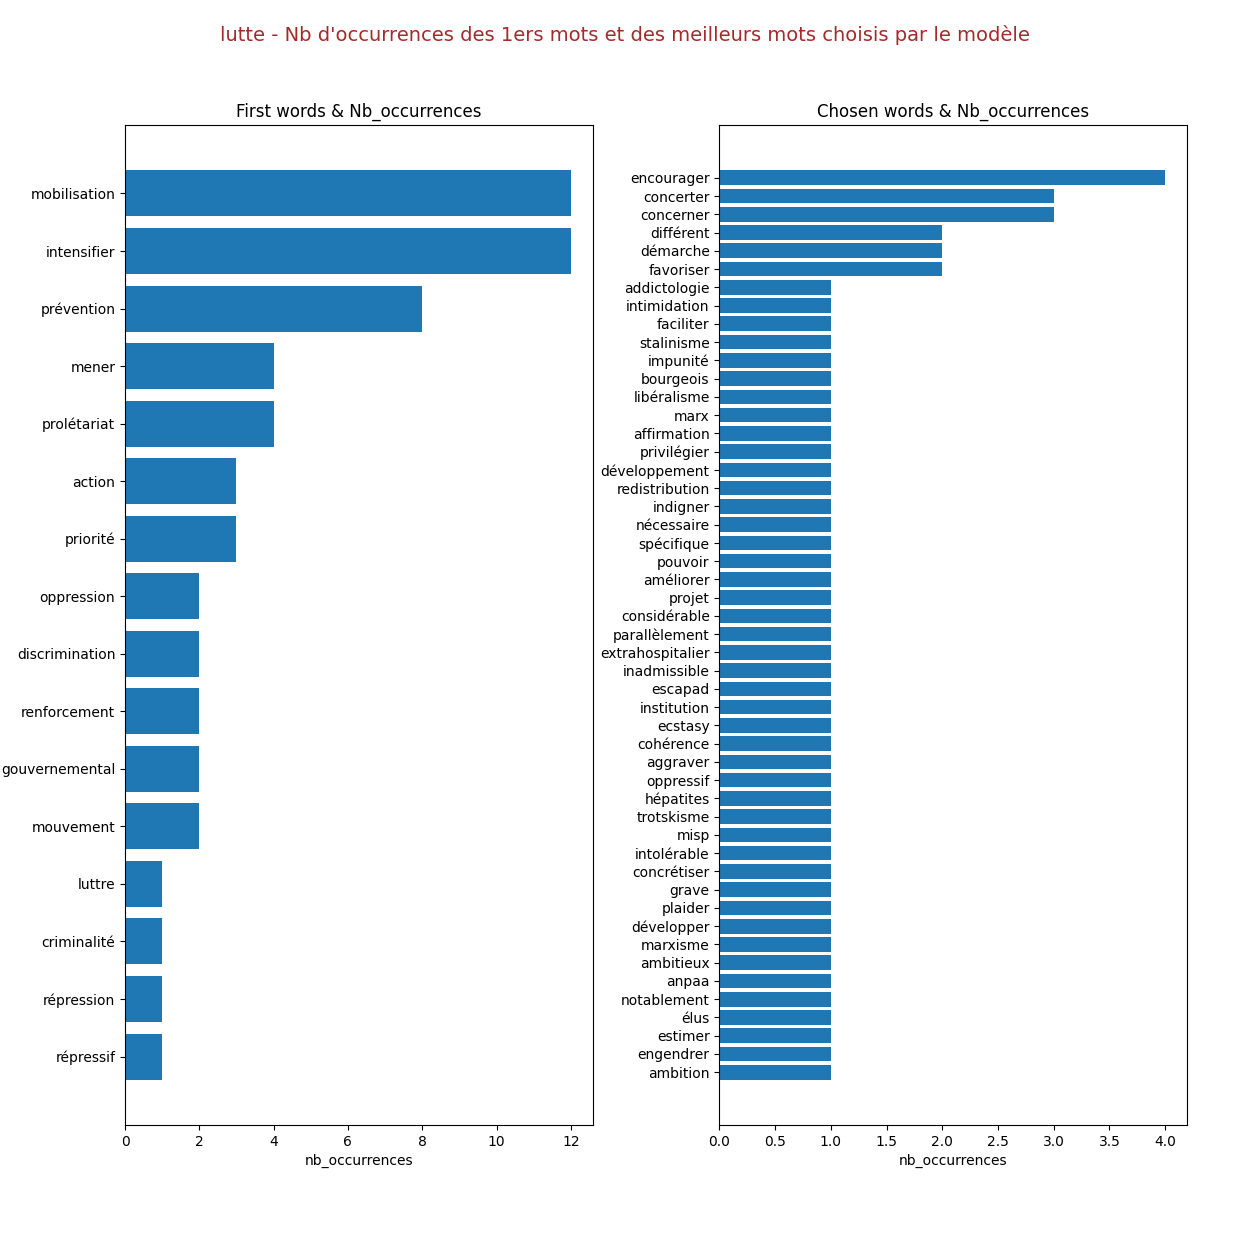 lutte - Nb d'occurrences des 1ers mots et des meilleurs mots choisis par le modèle
First words & Nb_occurrences
mobilisation
intensifier
prévention
mener
prolétariat
action
priorité
oppression
discrimination
renforcement
gouvernemental
mouvement
luttre
criminalité
répression
répressif
0 2 4 6 8 10 12
nb_occurrences
Chosen words & Nb_occurrences
encourager
concerter
concerner
différent
démarche
favoriser
addictologie
intimidation
faciliter
stalinisme
impunité
bourgeois
libéralisme
marx
affirmation
privilégier
développement
redistribution
indigner
nécessaire
spécifique
pouvoir
améliorer
projet
considérable
parallèlement
extrahospitalier
inadmissible
escapad
institution
ecstasy
cohérence
aggraver
oppressif
hépatites
trotskisme
misp
intolérable
concrétiser
grave
plaider
développer
marxisme
ambitieux
anpaa
notablement
élus
estimer
engendrer
ambition
0.0 0.5 1.0 1.5 2.0 2.5 3.0 3.5 4.0
nb_occurrences